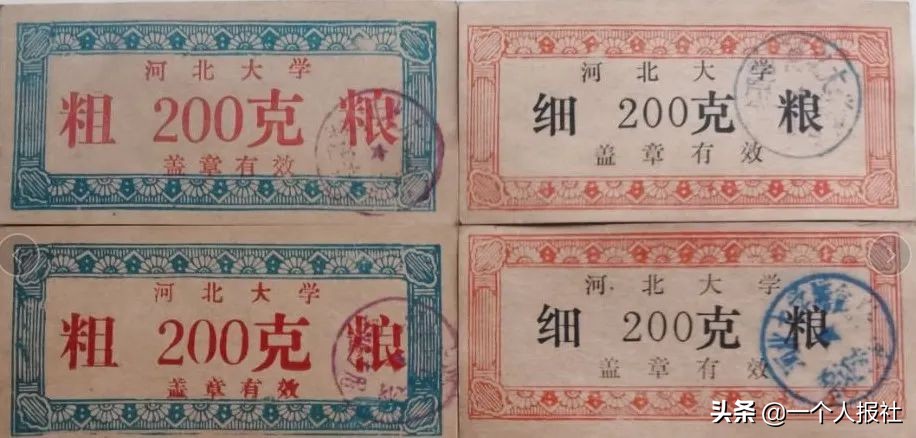 河北大学
粗 200克 粮
盖章有效
河北大学
细 200克 粮
盖章有效
河北大学
粗 200克 粮
盖章有效
河北大学
细 200克 粮
盖章有效
头条 @一个人报社